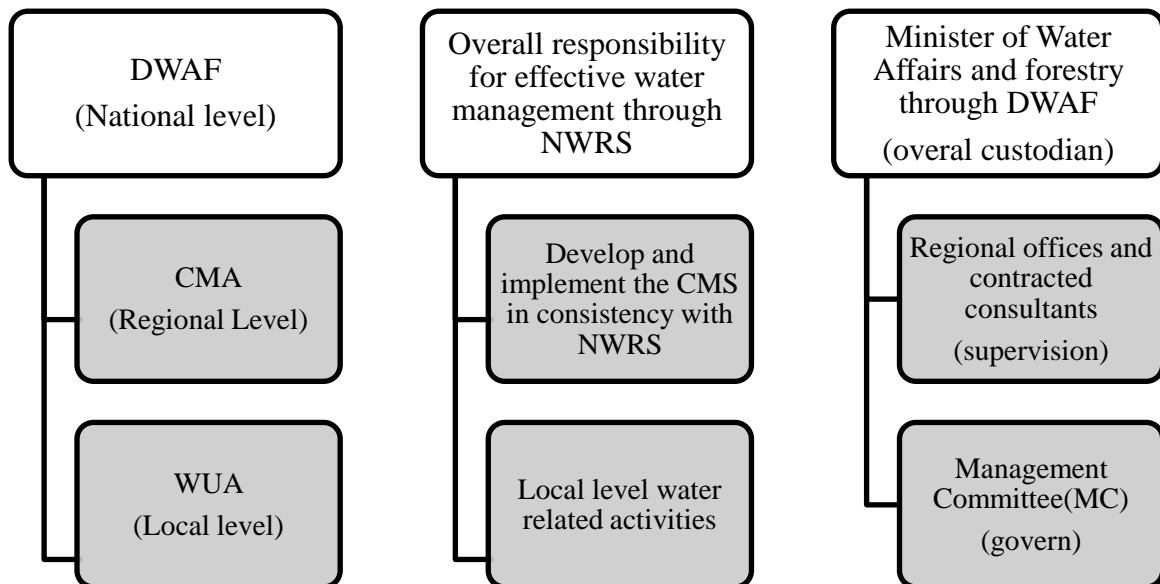 DWAF
(National level)
CMA
(Regional Level)
WUA
(Local level)
Overall responsibility
for effective water
management through
NWRS
Develop and
implement the CMS
in consistency with
NWRS
Local level water
related activities
Minister of Water
Affairs and forestry
through DWAF
(overal custodian)
Regional offices and
contracted
consultants
(supervision)
Management
Committee(MC)
(govern)